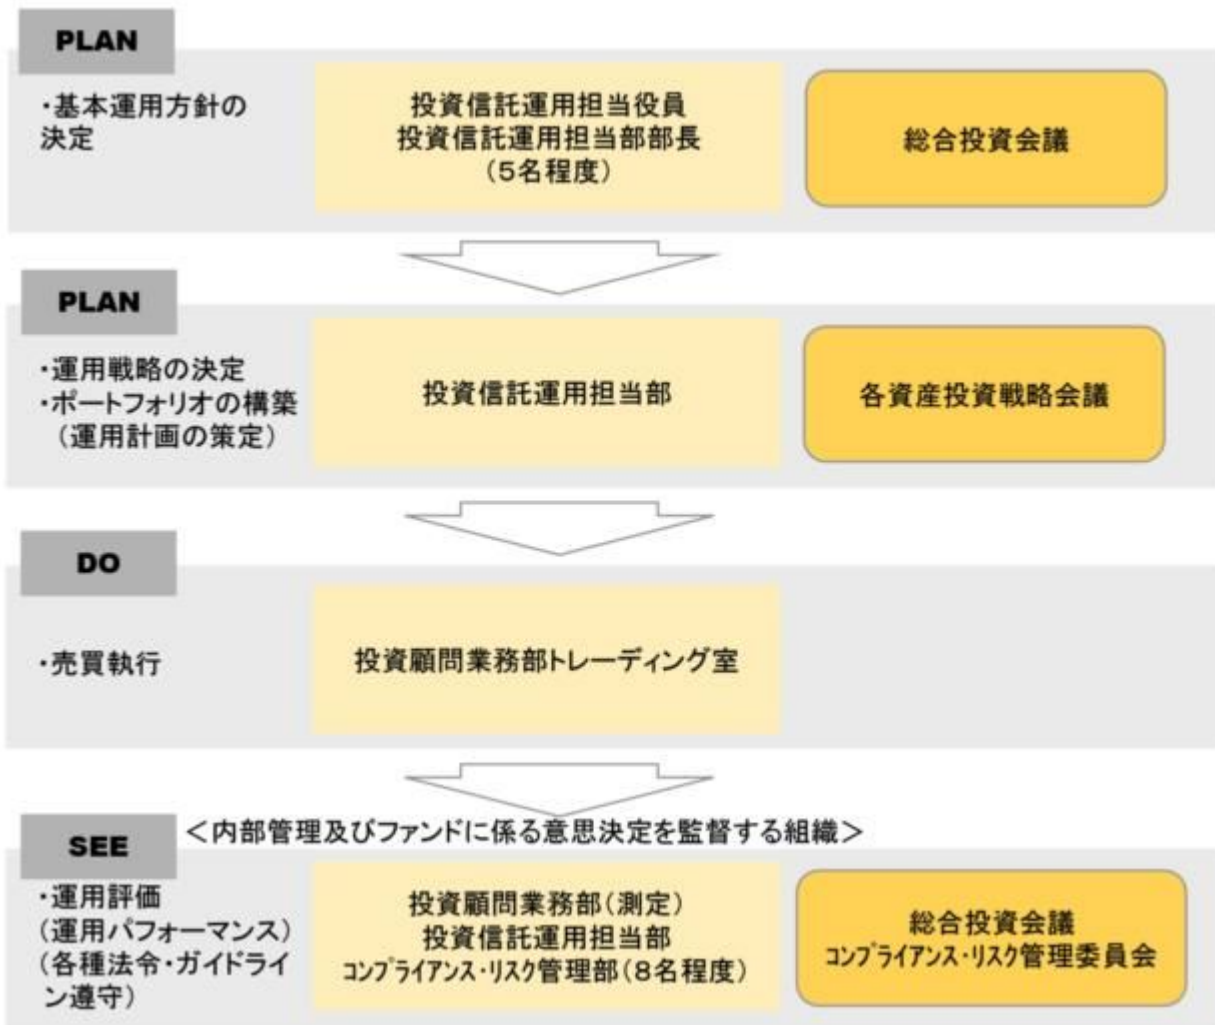 PLAN
・基本運用方針の
決定
投資信託運用担当役員
投資信託運用担当部部長
(5名程度)
総合投資会議
PLAN
・運用戦略の決定
・ポートフォリオの構築
(運用計画の策定)
投資信託運用担当部
各資産投資戦略会議
DO
・売買執行
投資顧問業務部トレーディング室
SEE
＜内部管理及びファンドに係る意思決定を監督する組織＞
・運用評価
(運用パフォーマンス)
(各種法令・ガイドライ
ン遵守)
投資顧問業務部(測定)
投資信託運用担当部
コンプライアンス・リスク管理部(8名程度)
総合投資会議
コンプライアンス・リスク管理委員会